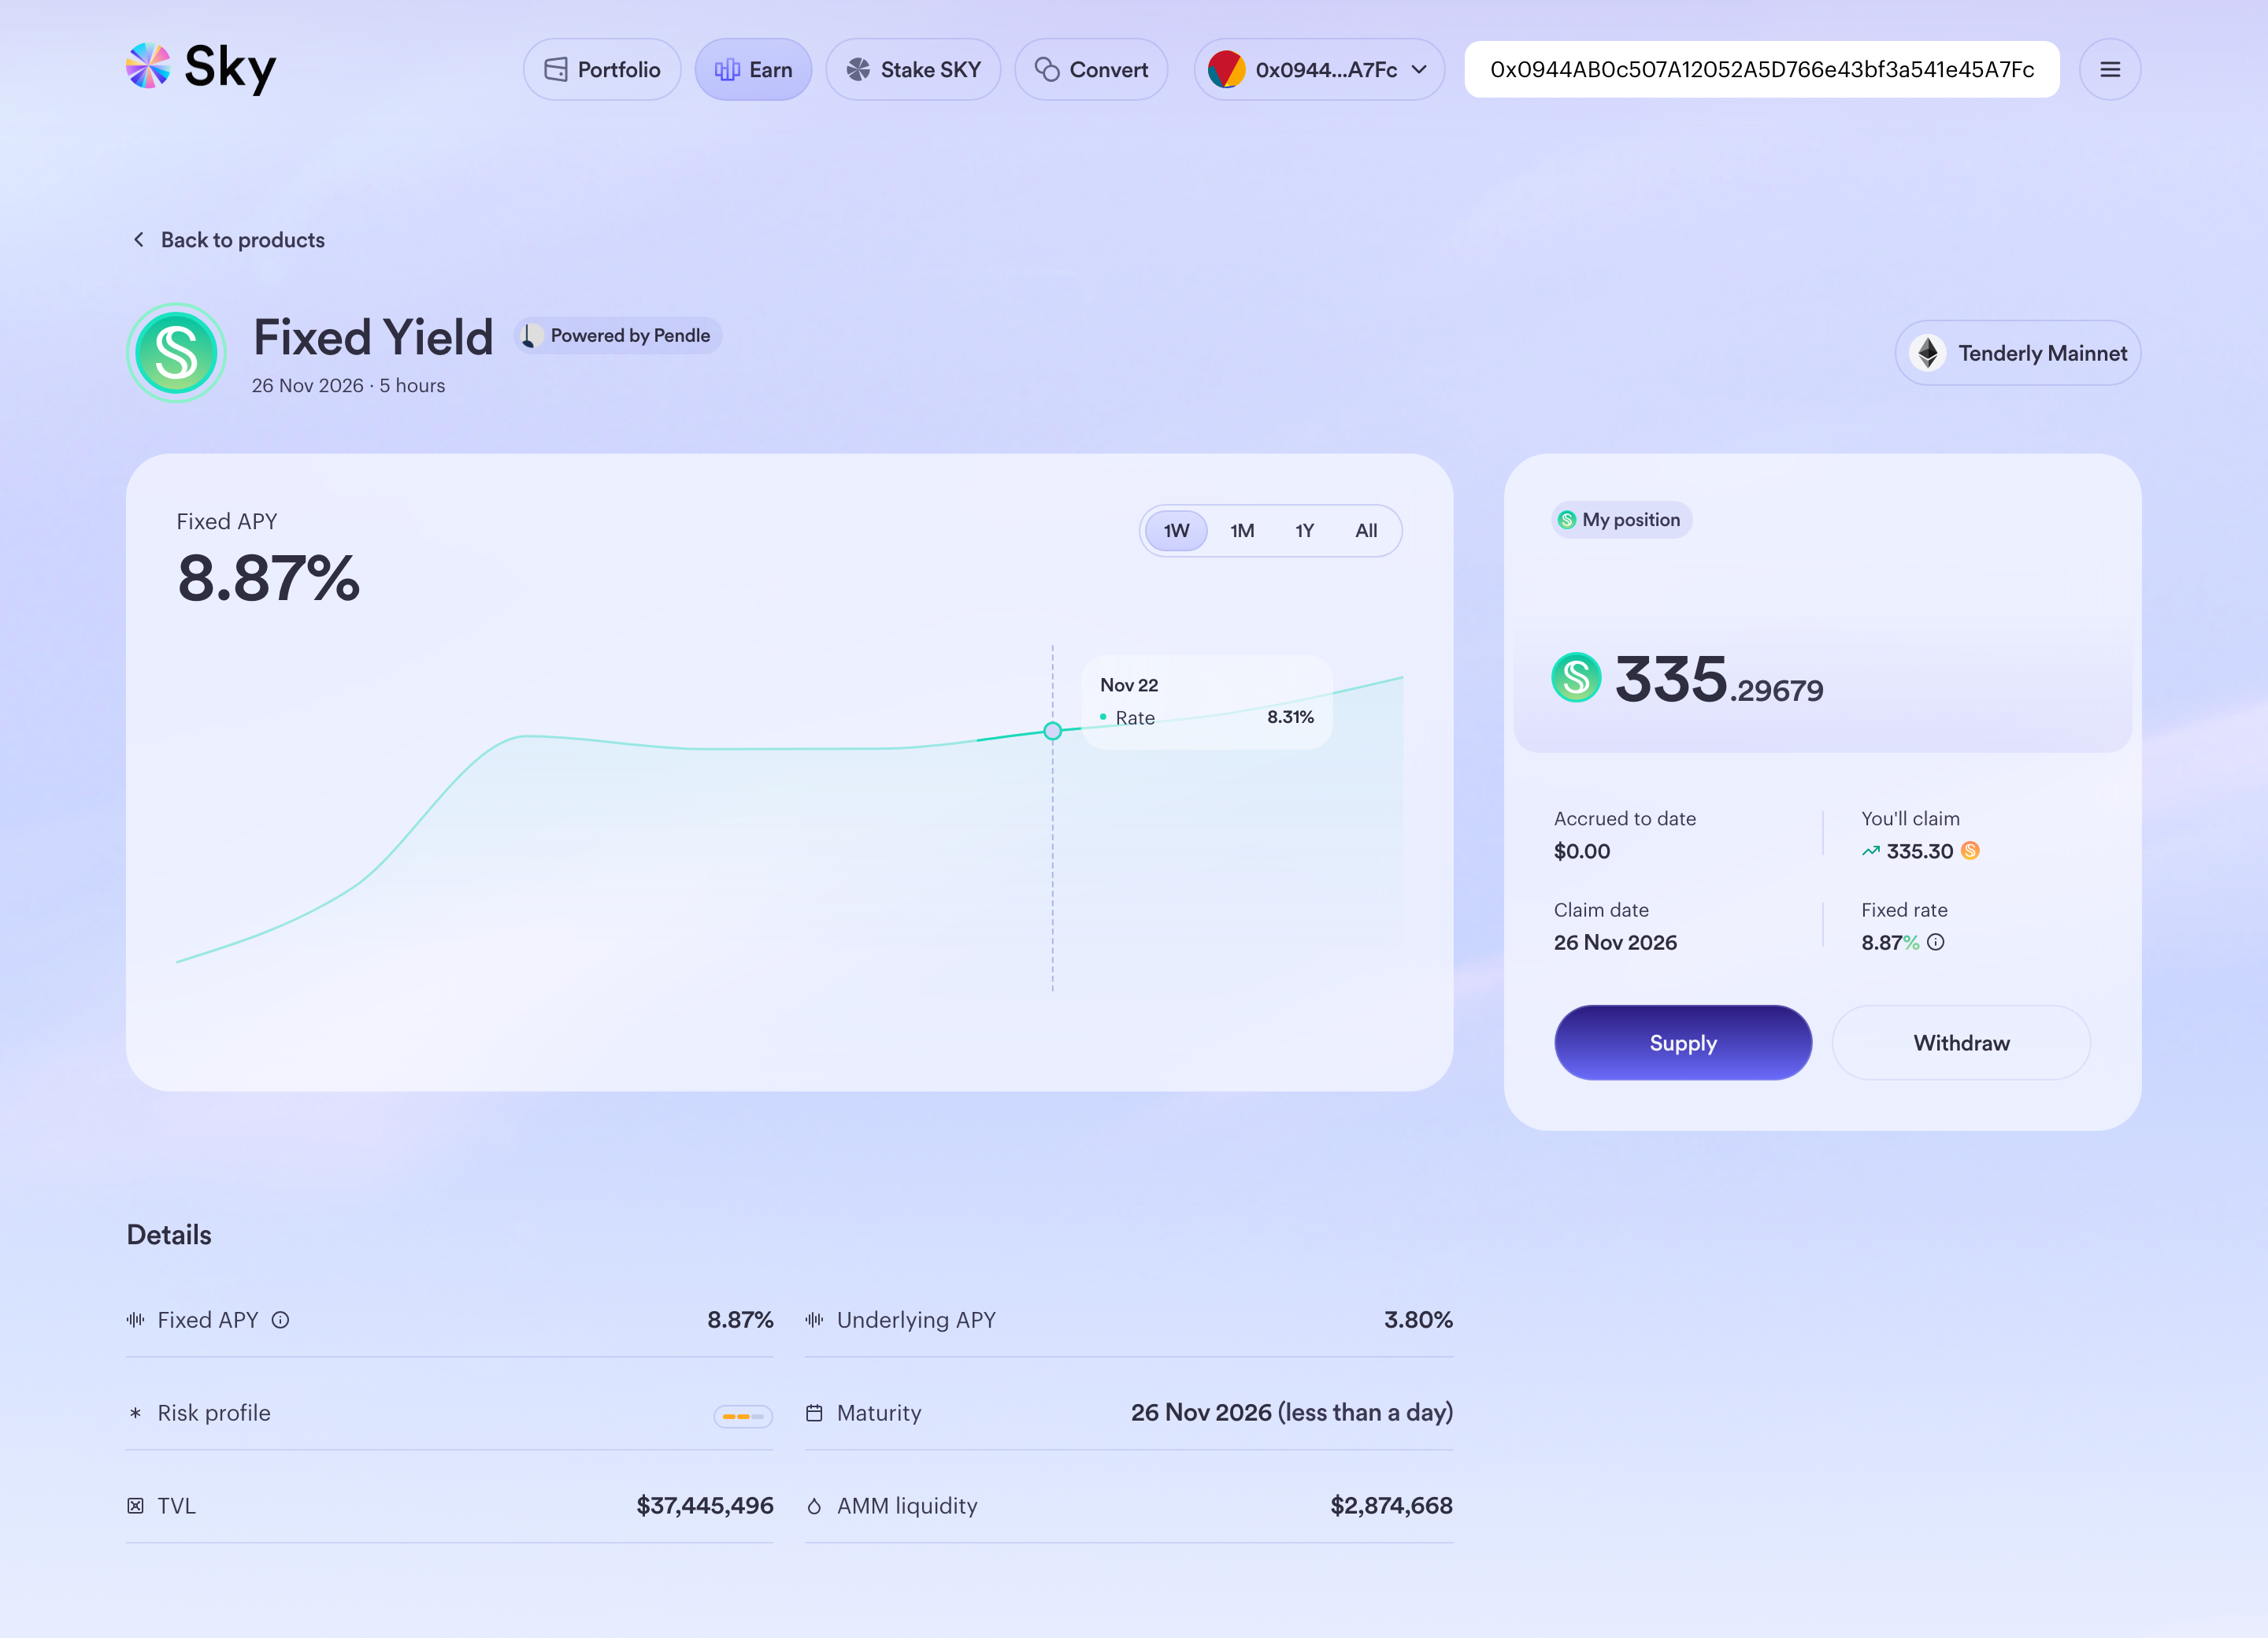 Sky
Portfolio
Earn
Stake SKY
Convert
0x0944...A7Fc
0x0944AB0c507A12052A5D766e43bf3a541e45A7Fc
Back to products
Fixed Yield
Powered by Pendle
26 Nov 2026 · 5 hours
Tenderly Mainnet
Fixed APY
8.87%
1W 1M 1Y All
Nov 22
Rate 8.31%
My position
335.29679
Accrued to date
$0.00
You'll claim
335.30
Claim date
26 Nov 2026
Fixed rate
8.87%
Supply
Withdraw
Details
Fixed APY 8.87%
Underlying APY 3.80%
Risk profile
Maturity 26 Nov 2026 (less than a day)
TVL $37,445,496
AMM liquidity $2,874,668